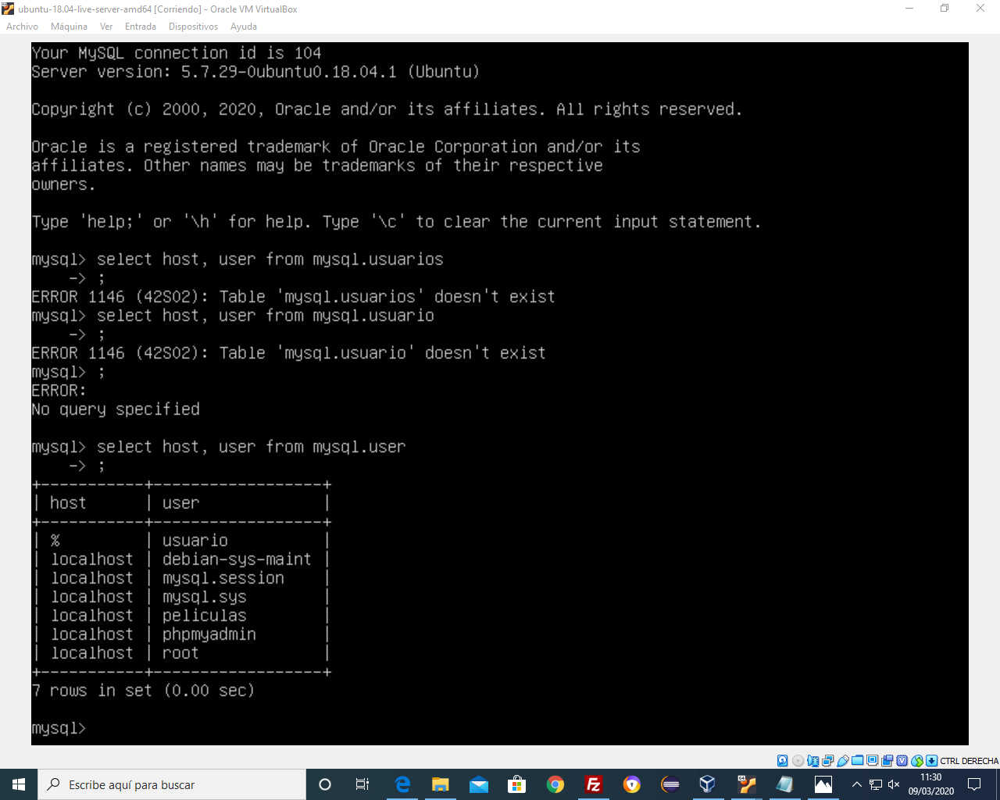 ubuntu-18.04-live-server-amd64 [Corriendo] - Oracle VM VirtualBox
Archivo Máquina Ver Entrada Dispositivos Ayuda
Your MySQL connection id is 104
Server version: 5.7.29-0ubuntu0.18.04.1 (Ubuntu)
Copyright (c) 2000, 2020, Oracle and/or its affiliates. All rights reserved.
Oracle is a registered trademark of Oracle Corporation and/or its
affiliates. Other names may be trademarks of their respective
owners.
Type 'help;' or '\h' for help. Type '\c' to clear the current input statement.
mysql> select host, user from mysql.usuarios
    -> ;
ERROR 1146 (42S02): Table 'mysql.usuarios' doesn't exist
mysql> select host, user from mysql.usuario
    -> ;
ERROR 1146 (42S02): Table 'mysql.usuario' doesn't exist
mysql> ;
ERROR:
No query specified
mysql> select host, user from mysql.user
    -> ;
+-----------+------------------+
| host      | user             |
+-----------+------------------+
| %         | usuario          |
| localhost | debian-sys-maint |
| localhost | mysql.session    |
| localhost | mysql.sys        |
| localhost | peliculas        |
| localhost | phpmyadmin       |
| localhost | root             |
+-----------+------------------+
7 rows in set (0.00 sec)
mysql>
CTRL DERECHA
Escribe aquí para buscar
11:30
09/03/2020